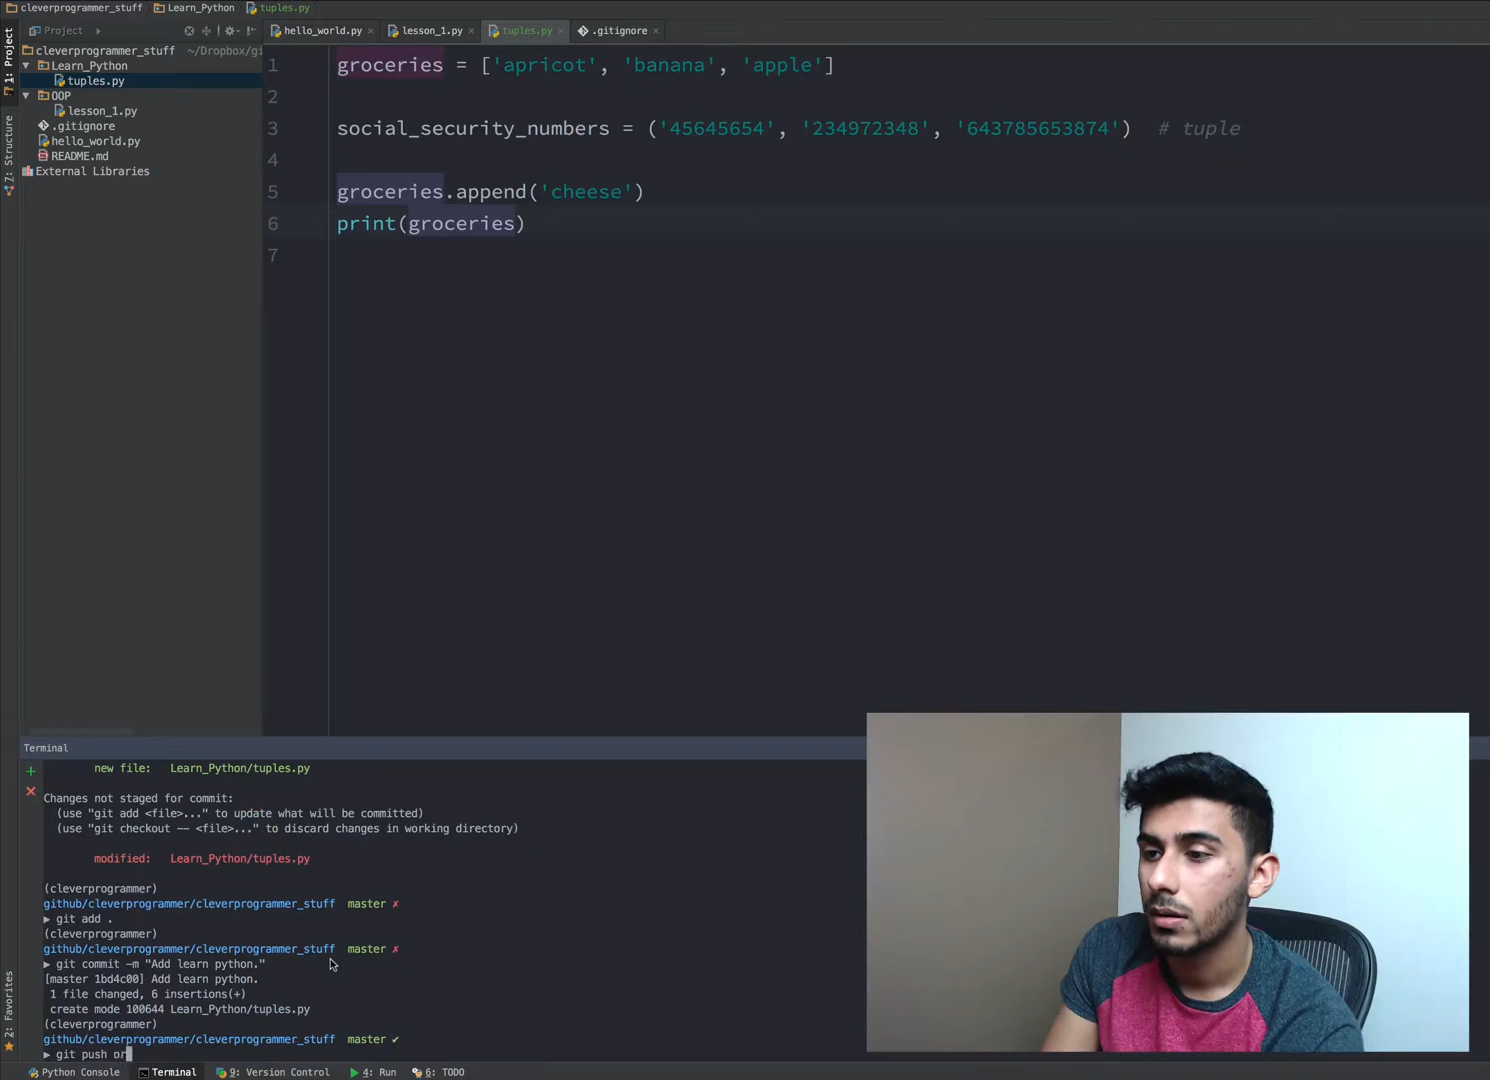 cleverprogrammer_stuff Learn_Python tuples.py
1: Project
Project
hello_world.py lesson_1.py tuples.py .gitignore
cleverprogrammer_stuff ~/Dropbox/gi
Learn_Python
tuples.py
OOP
lesson_1.py
.gitignore
hello_world.py
README.md
External Libraries
7: Structure
1 groceries = ['apricot', 'banana', 'apple']
2
3 social_security_numbers = ('45645654', '234972348', '643785653874') # tuple
4
5 groceries.append('cheese')
6 print(groceries)
7
Terminal
new file: Learn_Python/tuples.py
Changes not staged for commit:
(use "git add <file>..." to update what will be committed)
(use "git checkout -- <file>..." to discard changes in working directory)
modified: Learn_Python/tuples.py
(cleverprogrammer)
github/cleverprogrammer/cleverprogrammer_stuff master ✗
▶ git add .
(cleverprogrammer)
github/cleverprogrammer/cleverprogrammer_stuff master ✗
▶ git commit -m "Add learn python."
[master 1bd4c00] Add learn python.
1 file changed, 6 insertions(+)
create mode 100644 Learn_Python/tuples.py
(cleverprogrammer)
github/cleverprogrammer/cleverprogrammer_stuff master ✔
▶ git push or
2: Favorites
Python Console Terminal 9: Version Control 4: Run 6: TODO